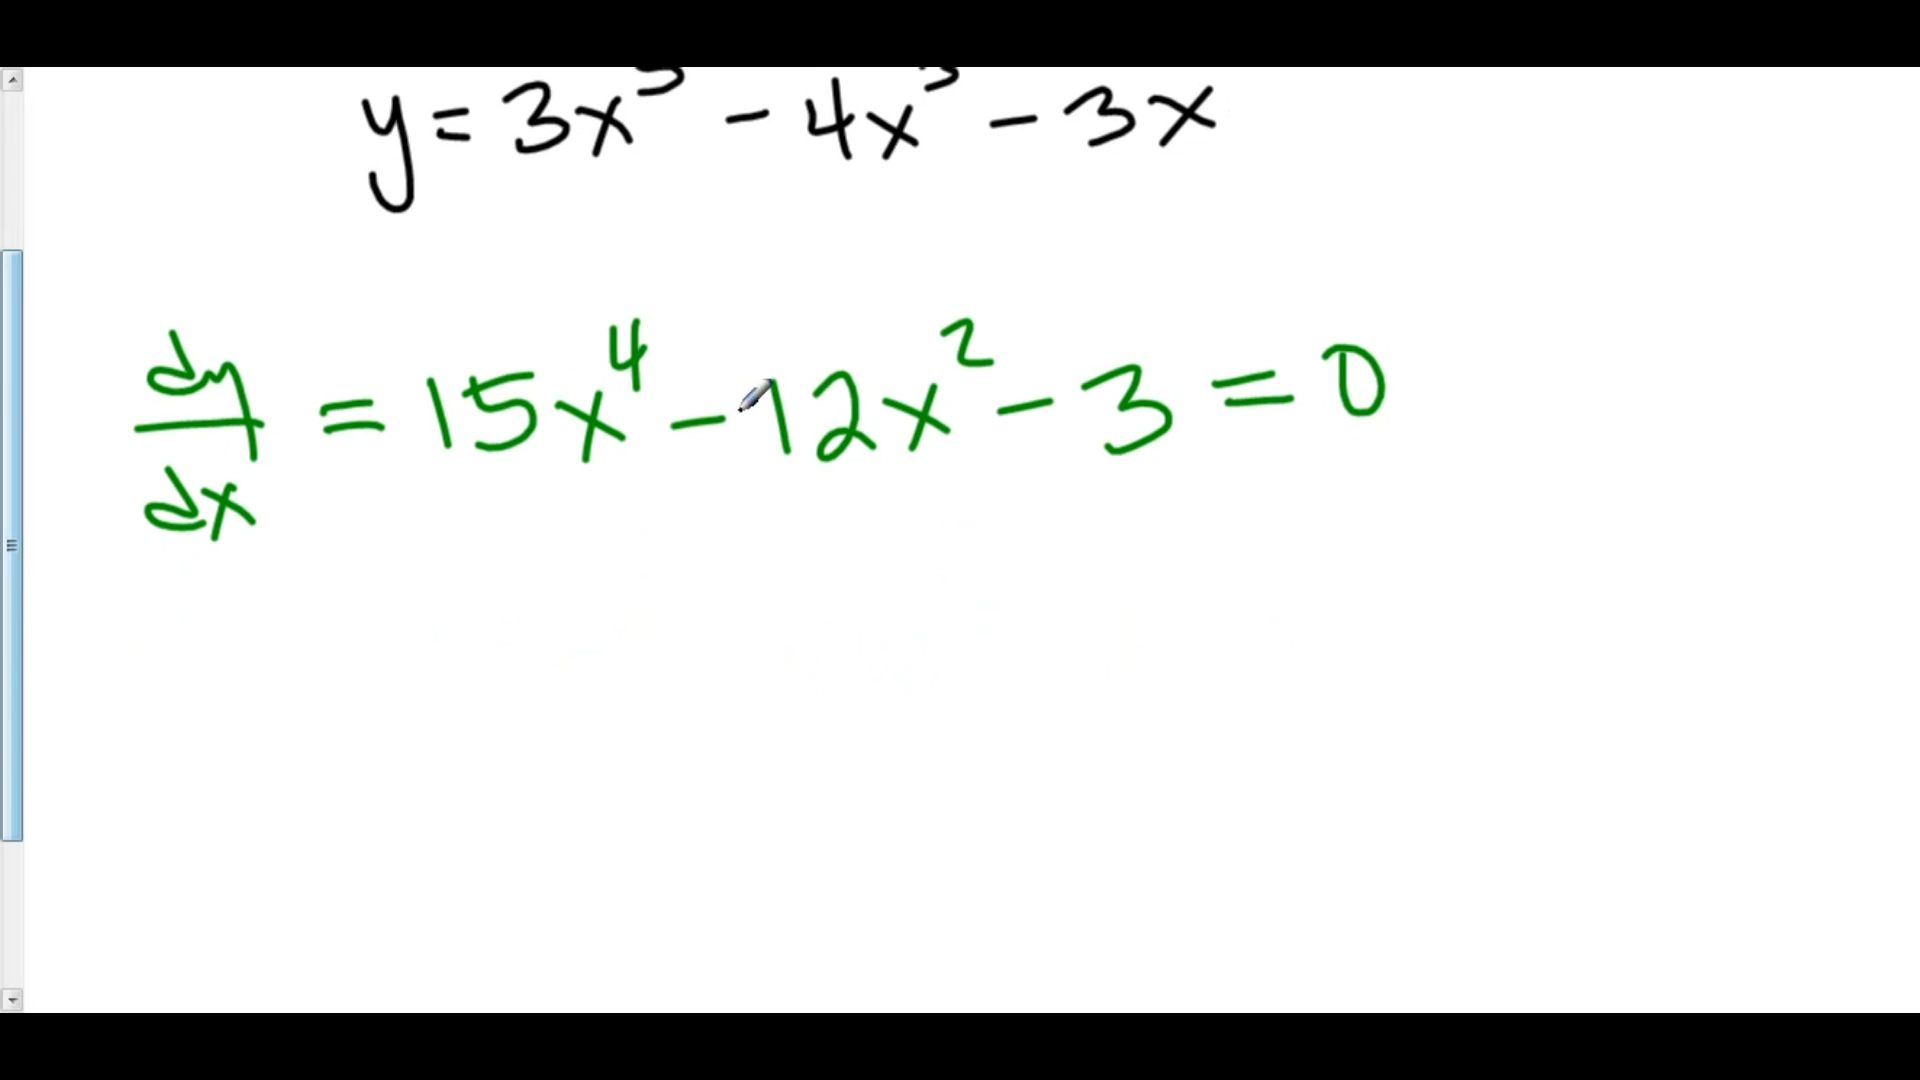 y = 3x⁵ - 4x³ - 3x
dy/dx = 15x⁴ - 12x² - 3 = 0